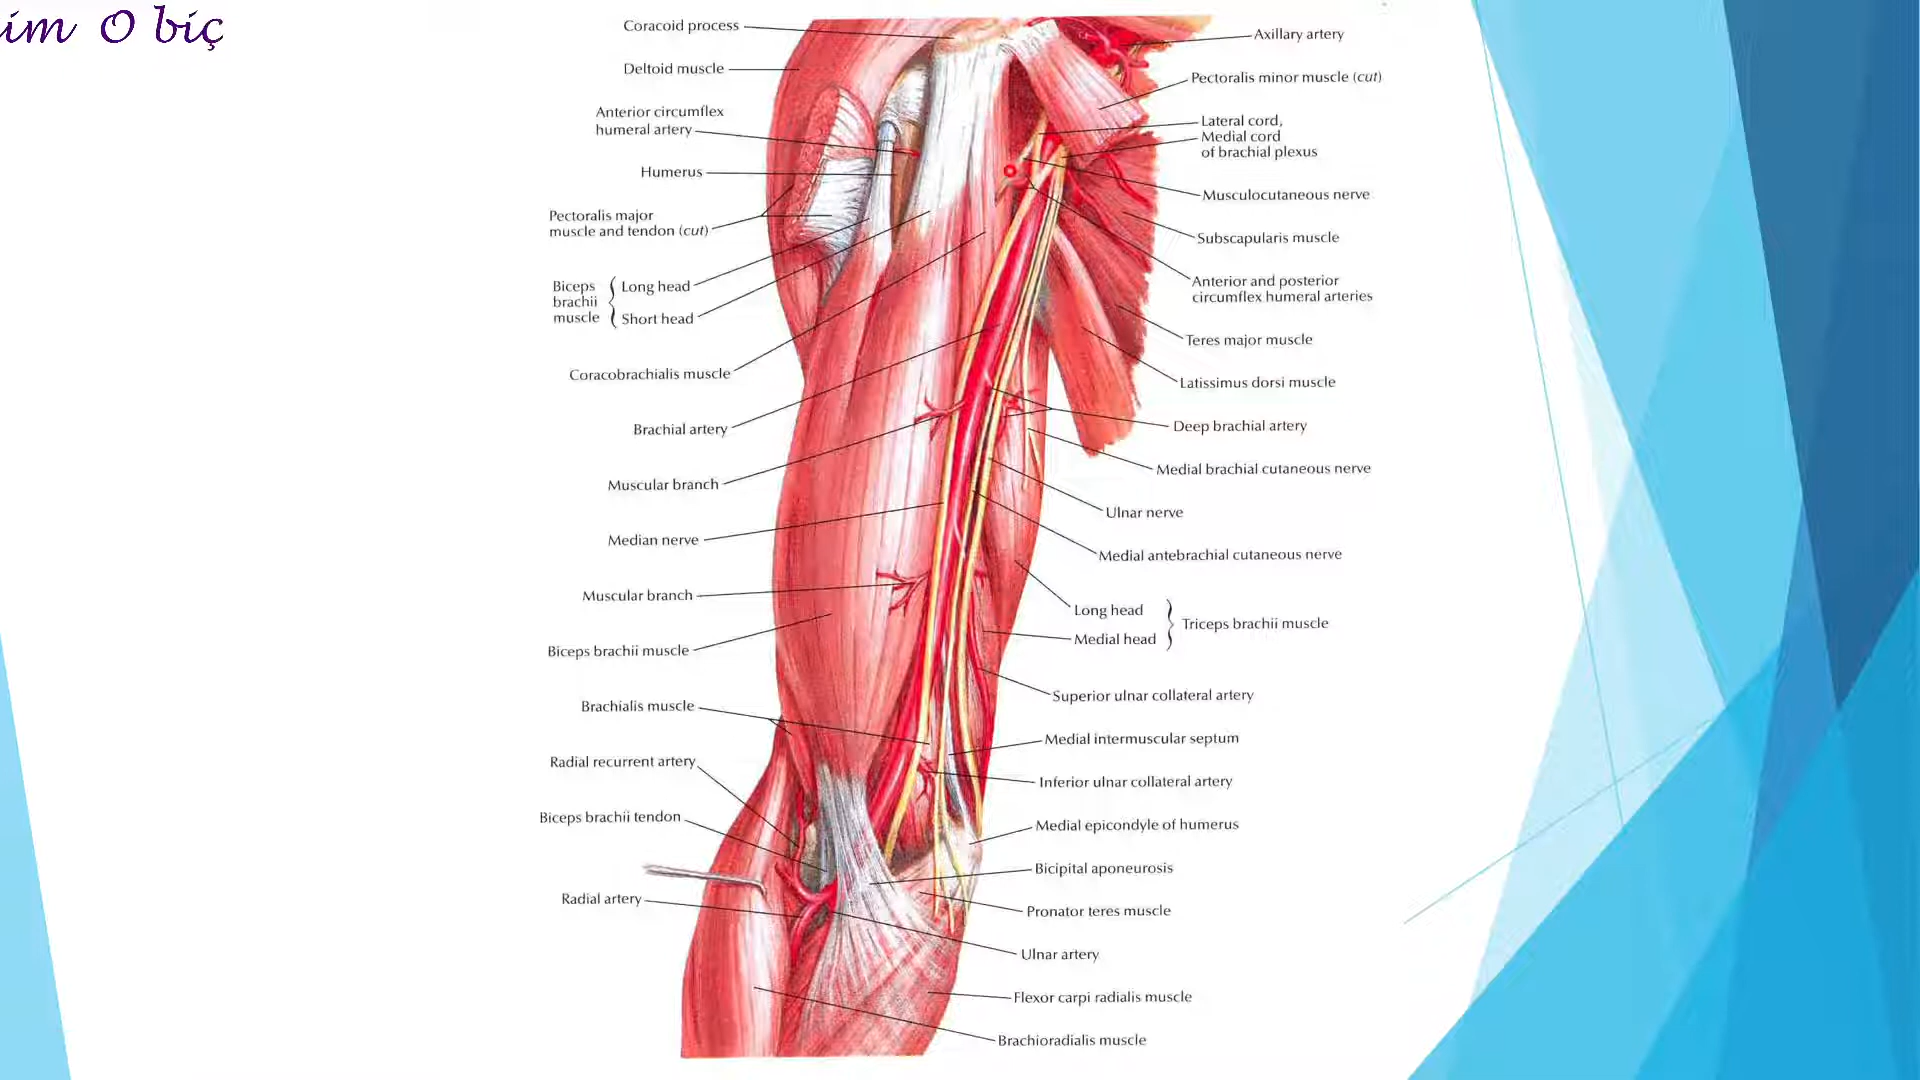 im O biç
Coracoid process
Deltoid muscle
Anterior circumflex
humeral artery
Humerus
Pectoralis major
muscle and tendon (cut)
Biceps
brachii
muscle
Long head
Short head
Coracobrachialis muscle
Brachial artery
Muscular branch
Median nerve
Muscular branch
Biceps brachii muscle
Brachialis muscle
Radial recurrent artery
Biceps brachii tendon
Radial artery
Axillary artery
Pectoralis minor muscle (cut)
Lateral cord,
Medial cord
of brachial plexus
Musculocutaneous nerve
Subscapularis muscle
Anterior and posterior
circumflex humeral arteries
Teres major muscle
Latissimus dorsi muscle
Deep brachial artery
Medial brachial cutaneous nerve
Ulnar nerve
Medial antebrachial cutaneous nerve
Long head
Medial head
Triceps brachii muscle
Superior ulnar collateral artery
Medial intermuscular septum
Inferior ulnar collateral artery
Medial epicondyle of humerus
Bicipital aponeurosis
Pronator teres muscle
Ulnar artery
Flexor carpi radialis muscle
Brachioradialis muscle